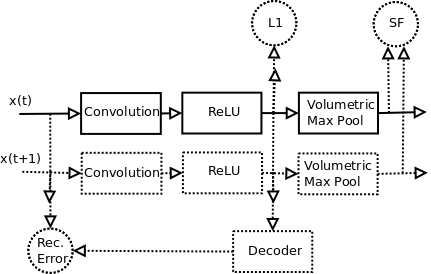 L1
SF
x(t)
Convolution
ReLU
Volumetric
Max Pool
x(t+1)
Convolution
ReLU
Volumetric
Max Pool
Rec.
Error
Decoder